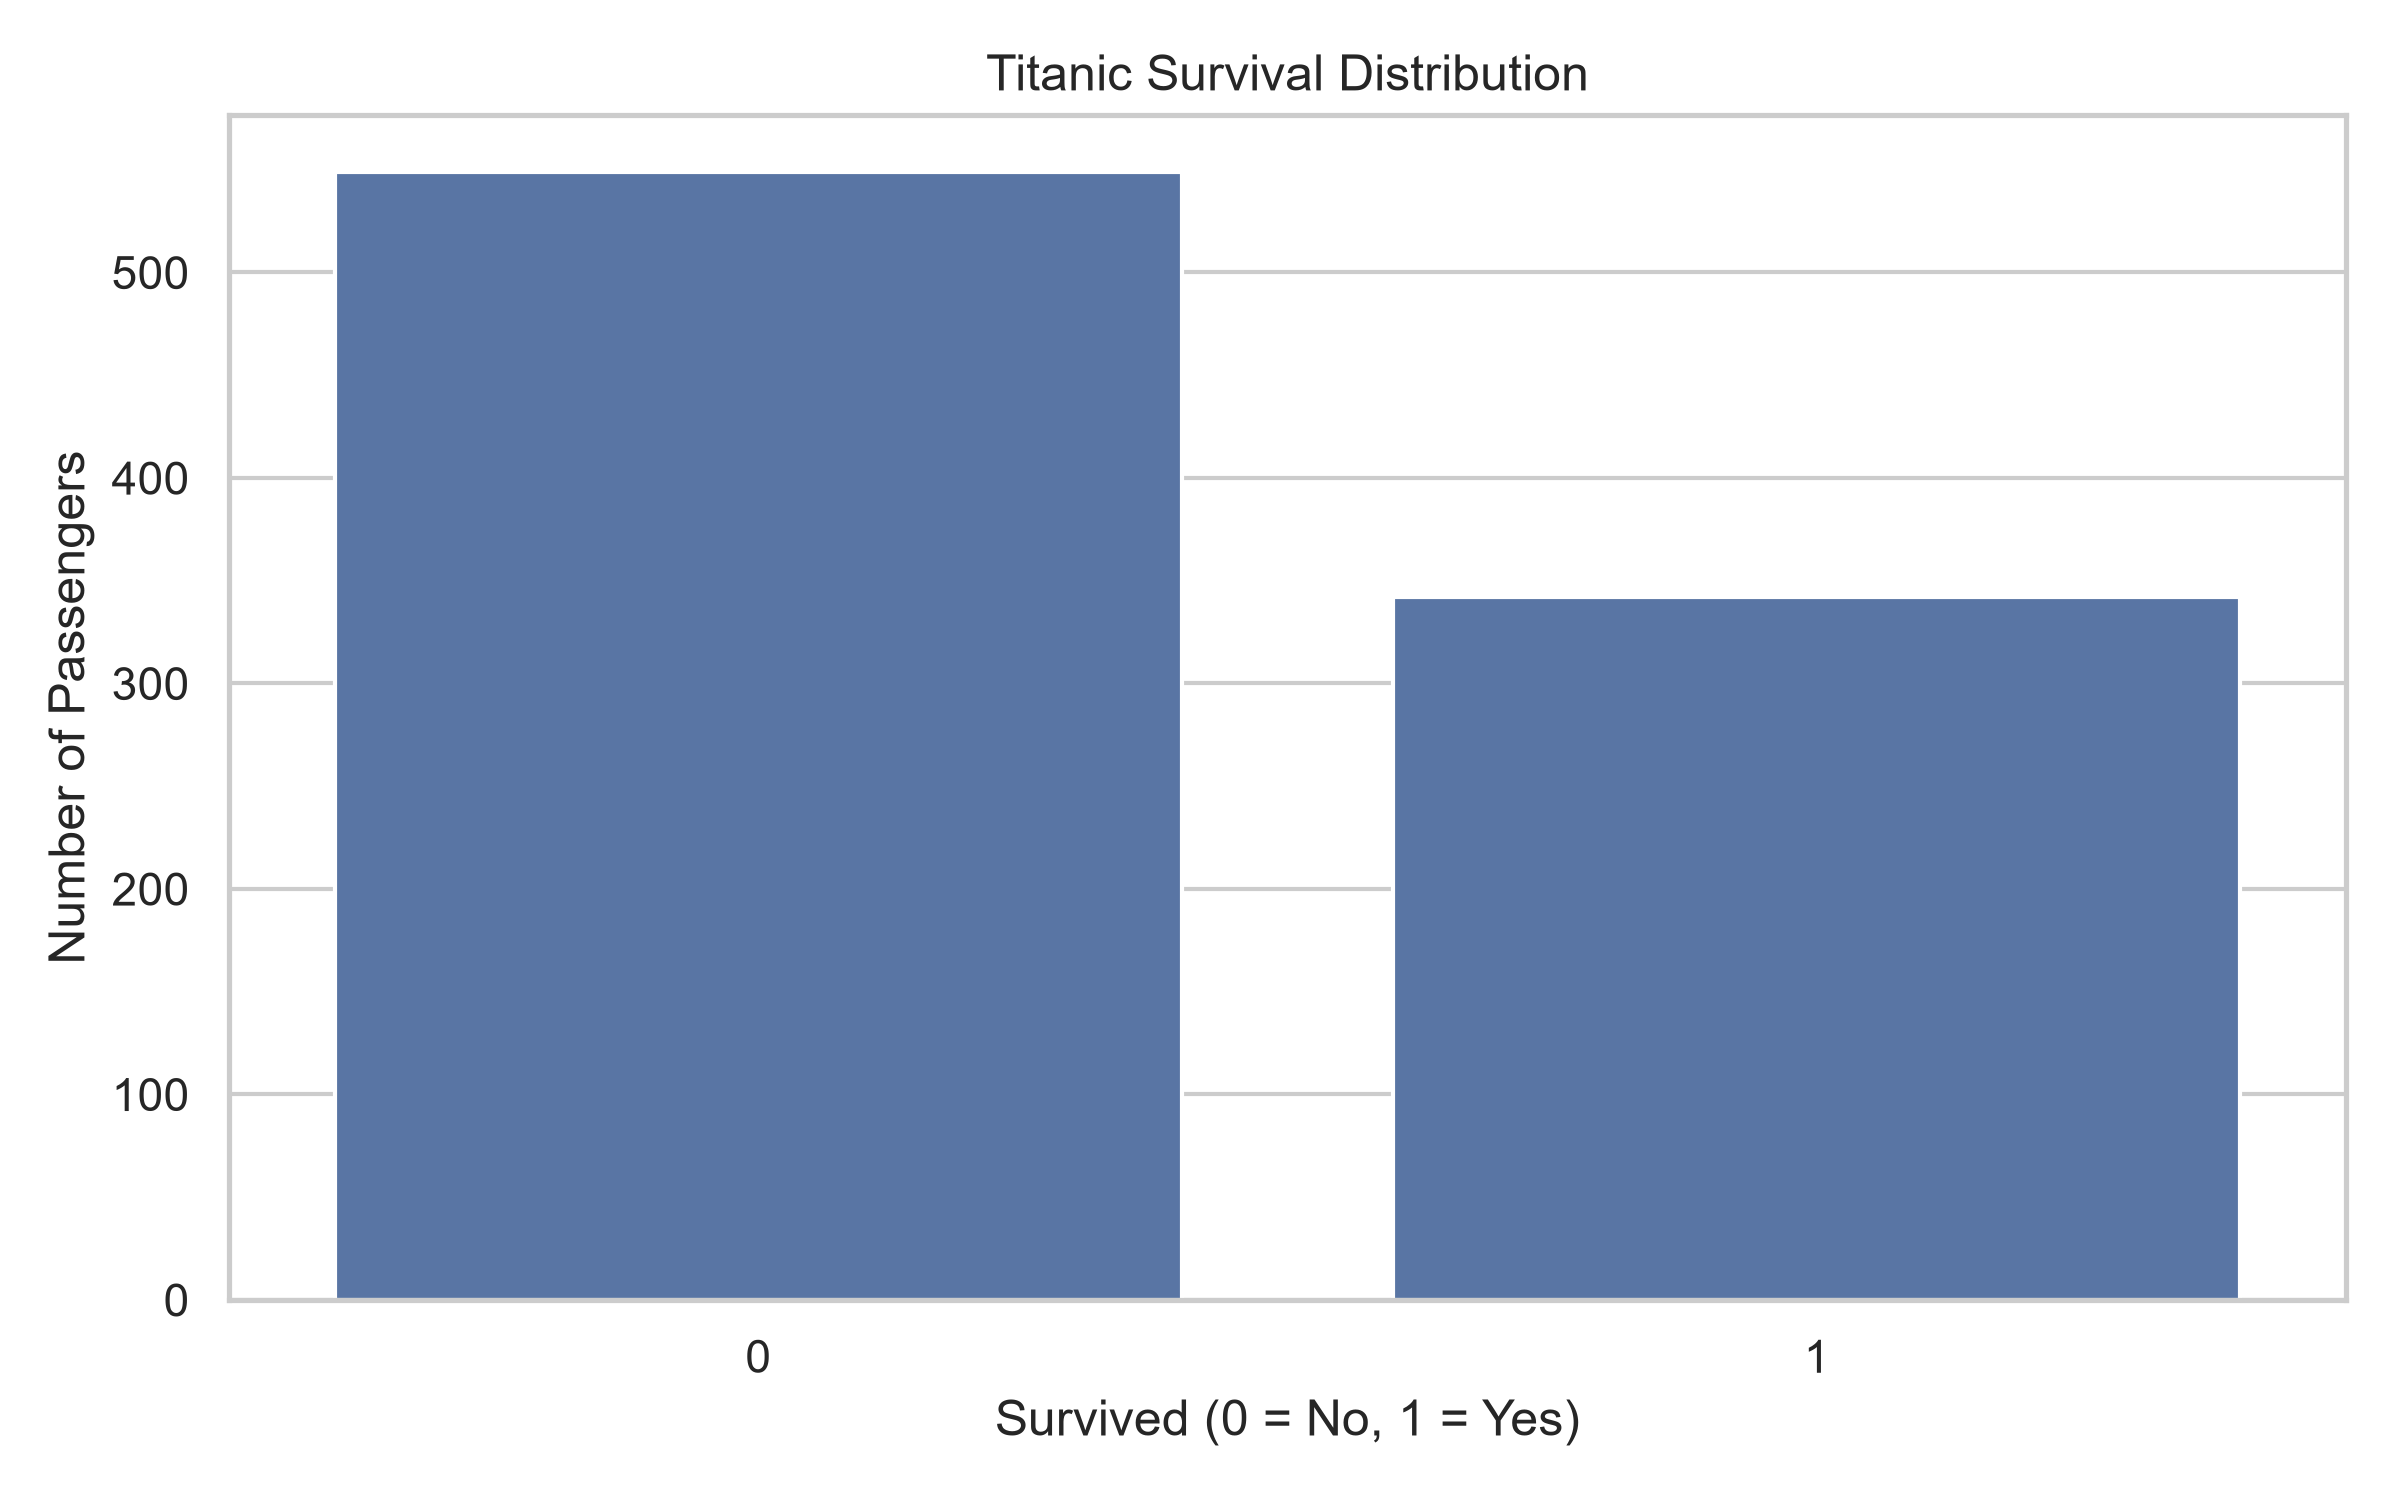 Titanic Survival Distribution
Number of Passengers
500
400
300
200
100
0
0 1
Survived (0 = No, 1 = Yes)